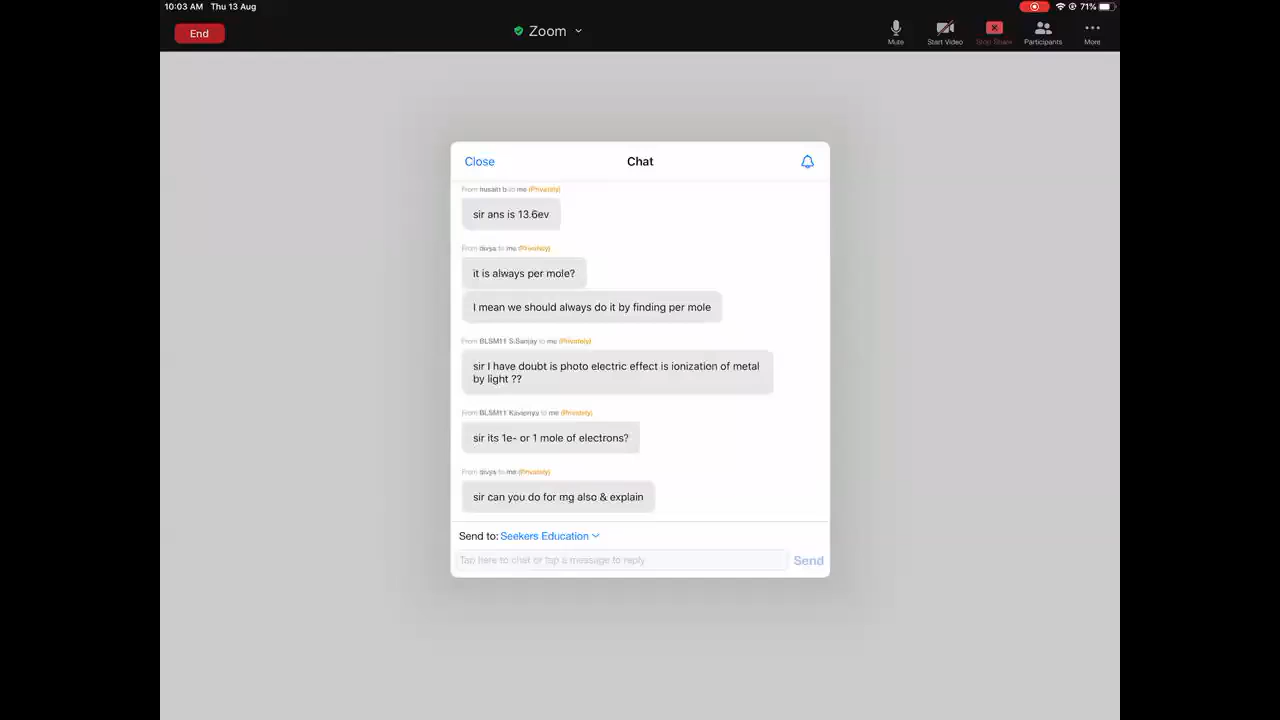 10:03 AM Thu 13 Aug
71%
End
Zoom
Mute
Start Video
Stop Share
Participants
More
Close
Chat
From husain b to me (Privately)
sir ans is 13.6ev
From to me (Privately)
it is always per mole?
I mean we should always do it by finding per mole
From BLSM11 S.Sanjay to me (Privately)
sir I have doubt is photo electric effect is ionization of metal
by light ??
From BLSM11 to me (Privately)
sir its 1e- or 1 mole of electrons?
From to me (Privately)
sir can you do for mg also & explain
Send to: Seekers Education
Tap here to chat or tap a message to reply
Send